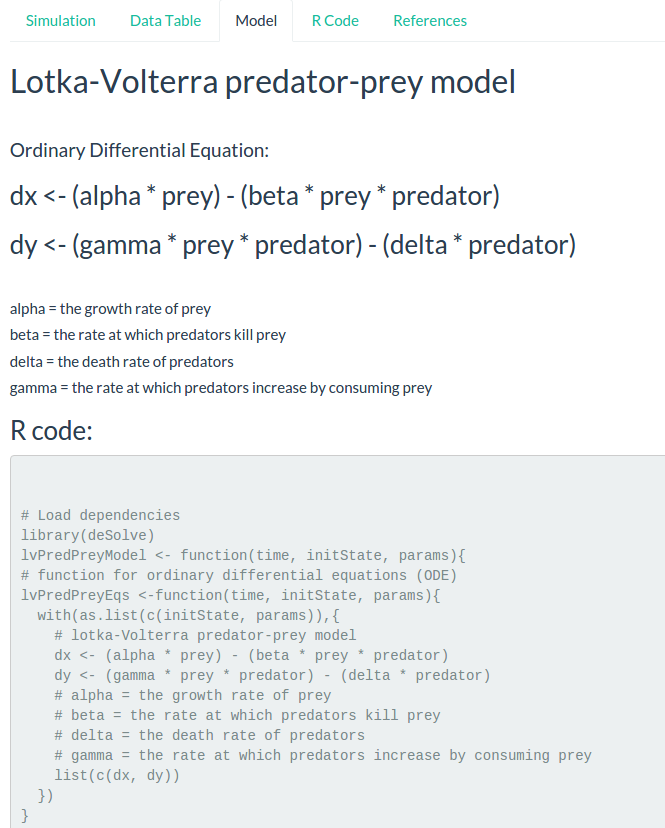 Simulation Data Table Model R Code References
Lotka-Volterra predator-prey model
Ordinary Differential Equation:
dx <- (alpha * prey) - (beta * prey * predator)
dy <- (gamma * prey * predator) - (delta * predator)
alpha = the growth rate of prey
beta = the rate at which predators kill prey
delta = the death rate of predators
gamma = the rate at which predators increase by consuming prey
R code:
# Load dependencies
library(deSolve)
lvPredPreyModel <- function(time, initState, params){
# function for ordinary differential equations (ODE)
lvPredPreyEqs <-function(time, initState, params){
  with(as.list(c(initState, params)),{
    # lotka-Volterra predator-prey model
    dx <- (alpha * prey) - (beta * prey * predator)
    dy <- (gamma * prey * predator) - (delta * predator)
    # alpha = the growth rate of prey
    # beta = the rate at which predators kill prey
    # delta = the death rate of predators
    # gamma = the rate at which predators increase by consuming prey
    list(c(dx, dy))
  })
}